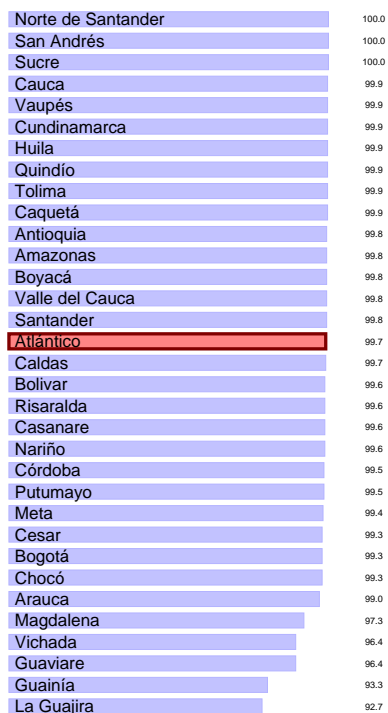 Norte de Santander 100.0
San Andrés 100.0
Sucre 100.0
Cauca 99.9
Vaupés 99.9
Cundinamarca 99.9
Huila 99.9
Quindío 99.9
Tolima 99.9
Caquetá 99.9
Antioquia 99.8
Amazonas 99.8
Boyacá 99.8
Valle del Cauca 99.8
Santander 99.8
Atlántico 99.7
Caldas 99.7
Bolivar 99.6
Risaralda 99.6
Casanare 99.6
Nariño 99.6
Córdoba 99.5
Putumayo 99.5
Meta 99.4
Cesar 99.3
Bogotá 99.3
Chocó 99.3
Arauca 99.0
Magdalena 97.3
Vichada 96.4
Guaviare 96.4
Guainía 93.3
La Guajira 92.7